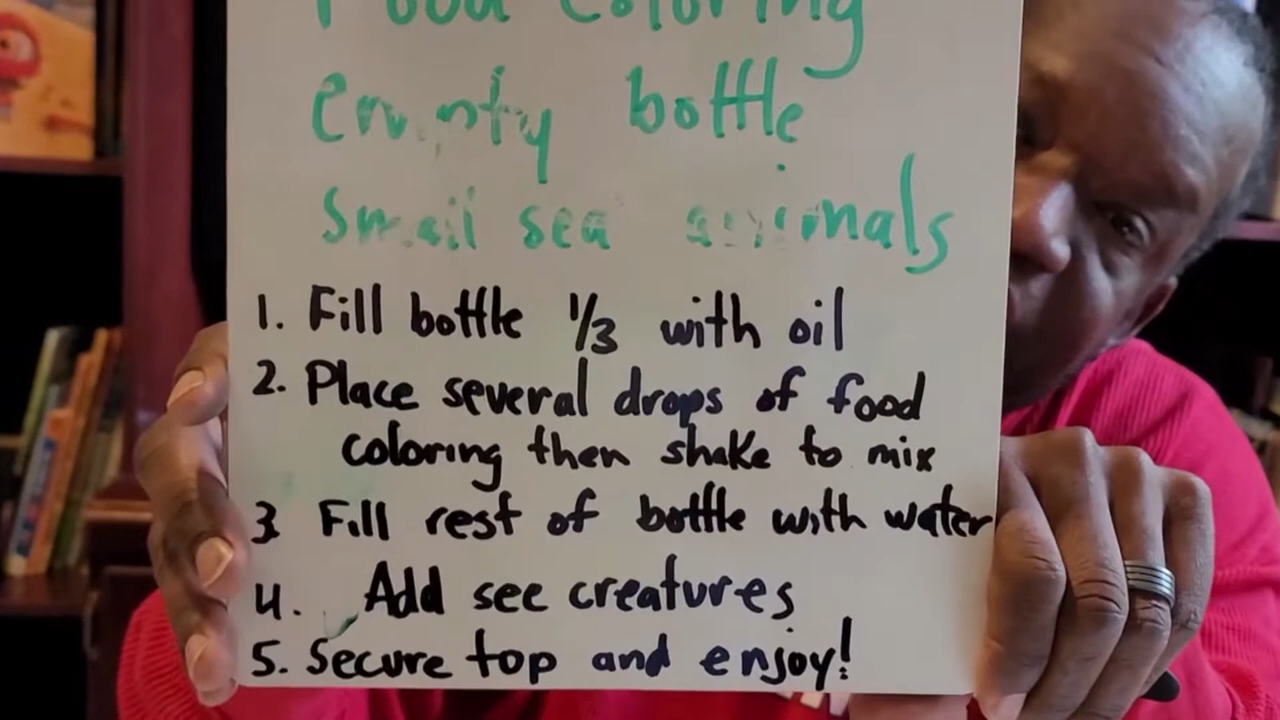 Food Coloring
empty bottle
Small sea animals
1. Fill bottle 1/3 with oil
2. Place several drops of food
coloring then shake to mix
3. Fill rest of bottle with water
4. Add see creatures
5. Secure top and enjoy!